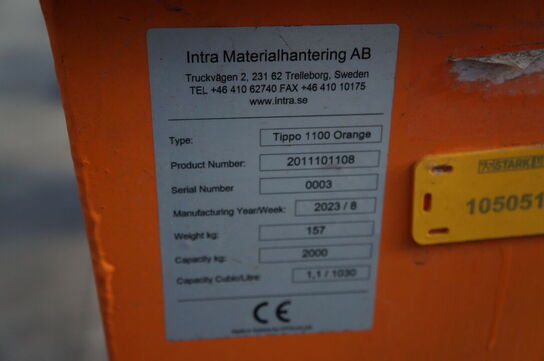 Intra Materialhantering AB
Truckvägen 2, 231 62 Trelleborg, Sweden
TEL +46 410 62740 FAX +46 410 10175
www.intra.se
Type: Tippo 1100 Orange
Product Number: 2011101108
Serial Number 0003
Manufacturing Year/Week: 2023 / 8
Weight kg: 157
Capacity kg: 2000
Capacity Cubic/Litre: 1,1 / 1030
CE
STARK
105051